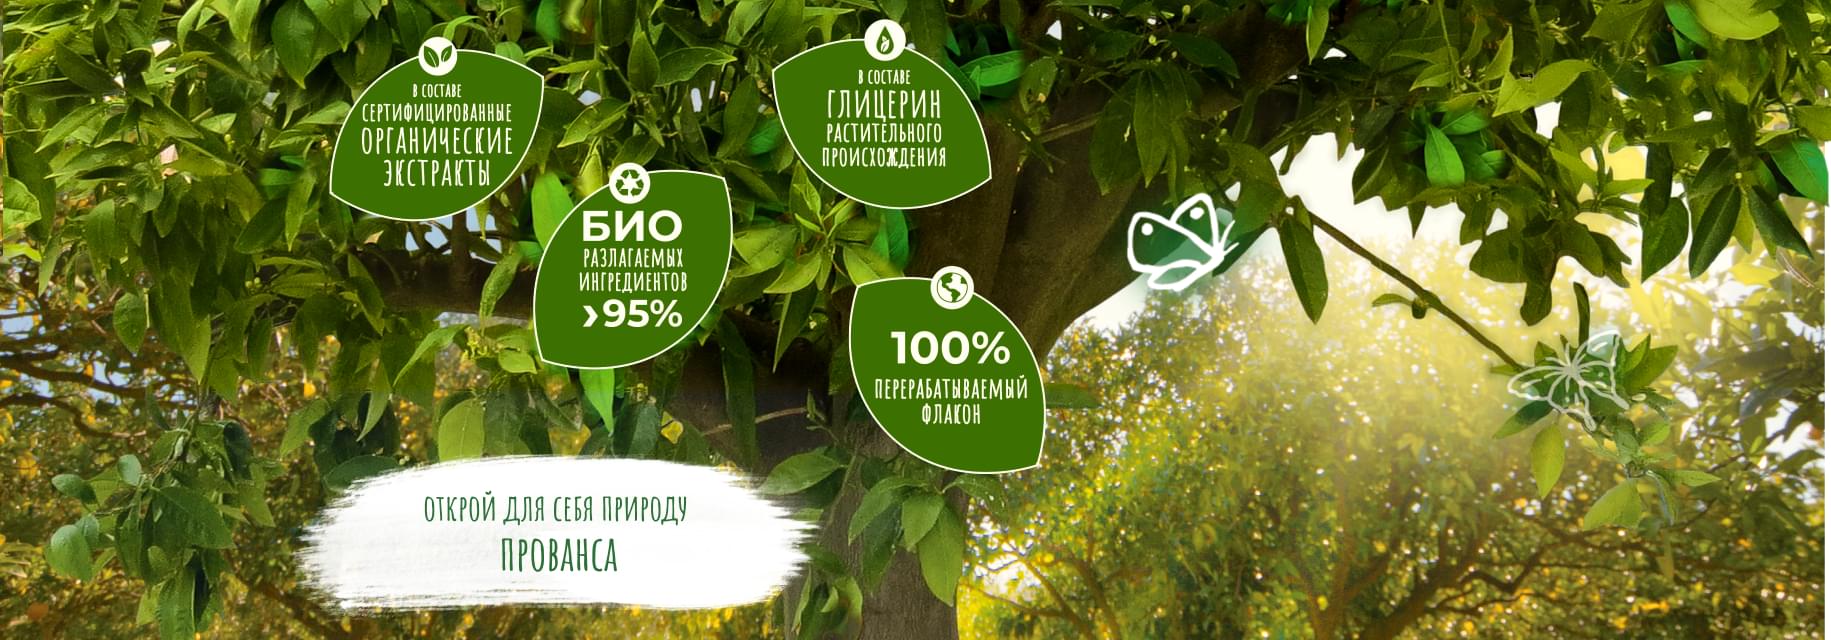 В СОСТАВЕ
СЕРТИФИЦИРОВАННЫЕ
ОРГАНИЧЕСКИЕ
ЭКСТРАКТЫ
В СОСТАВЕ
ГЛИЦЕРИН
РАСТИТЕЛЬНОГО
ПРОИСХОЖДЕНИЯ
БИО
РАЗЛАГАЕМЫХ
ИНГРЕДИЕНТОВ
>95%
100%
ПЕРЕРАБАТЫВАЕМЫЙ
ФЛАКОН
ОТКРОЙ ДЛЯ СЕБЯ ПРИРОДУ
ПРОВАНСА